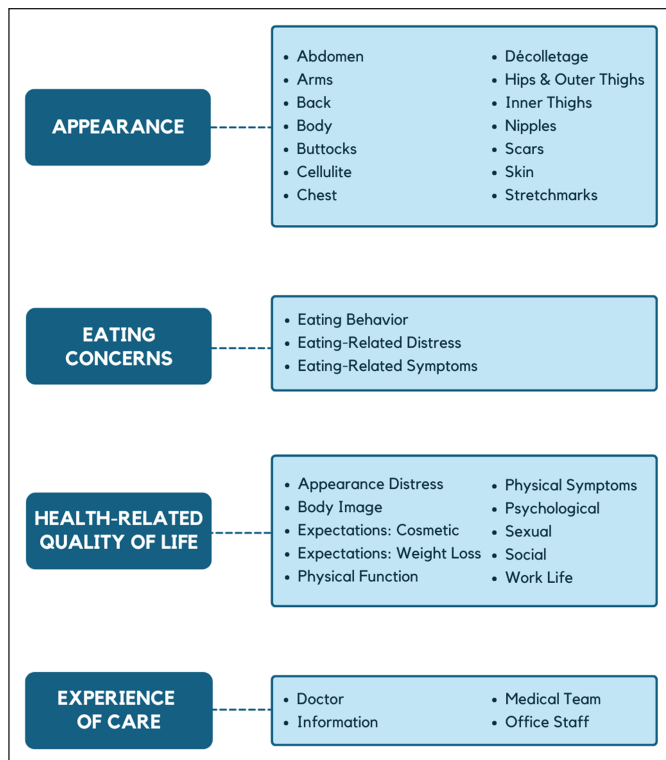 APPEARANCE
• Abdomen
• Arms
• Back
• Body
• Buttocks
• Cellulite
• Chest
• Décolletage
• Hips & Outer Thighs
• Inner Thighs
• Nipples
• Scars
• Skin
• Stretchmarks
EATING
CONCERNS
• Eating Behavior
• Eating-Related Distress
• Eating-Related Symptoms
HEALTH-RELATED
QUALITY OF LIFE
• Appearance Distress
• Body Image
• Expectations: Cosmetic
• Expectations: Weight Loss
• Physical Function
• Physical Symptoms
• Psychological
• Sexual
• Social
• Work Life
EXPERIENCE
OF CARE
• Doctor
• Information
• Medical Team
• Office Staff